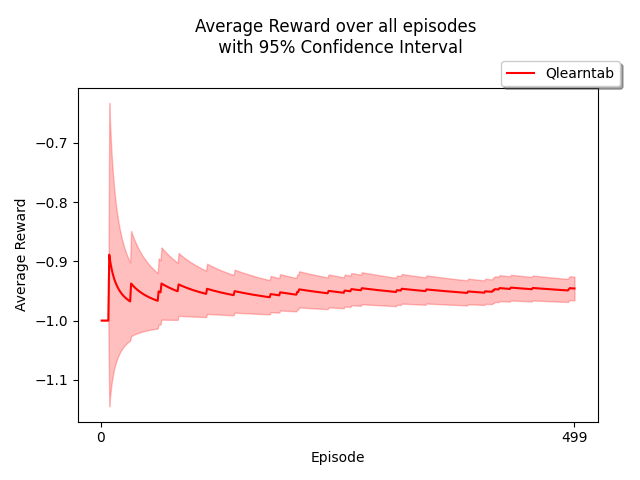 Average Reward over all episodes
with 95% Confidence Interval
Qlearntab
−0.7
−0.8
−0.9
−1.0
−1.1
Average Reward
0
499
Episode